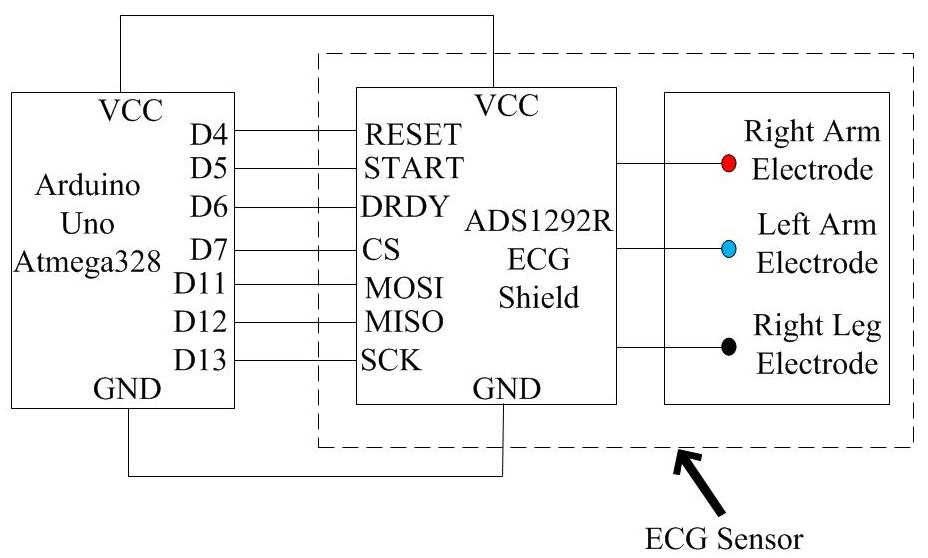 VCC
D4
D5
D6
D7
D11
D12
D13
Arduino
Uno
Atmega328
GND
VCC
RESET
START
DRDY
CS
MOSI
MISO
SCK
ADS1292R
ECG
Shield
GND
Right Arm
Electrode
Left Arm
Electrode
Right Leg
Electrode
ECG Sensor